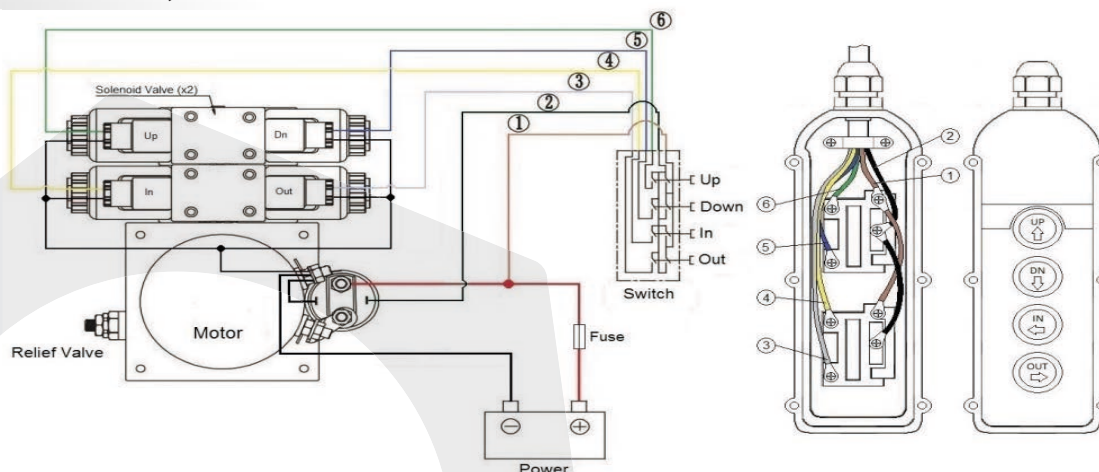 ⑥
⑤
④
③
②
①
Solenoid Valve (x2)
Up
Dn
In
Out
Up
Down
In
Out
Switch
Motor
Relief Valve
Fuse
Power
②
①
⑥
⑤
④
③
UP
DN
IN
OUT